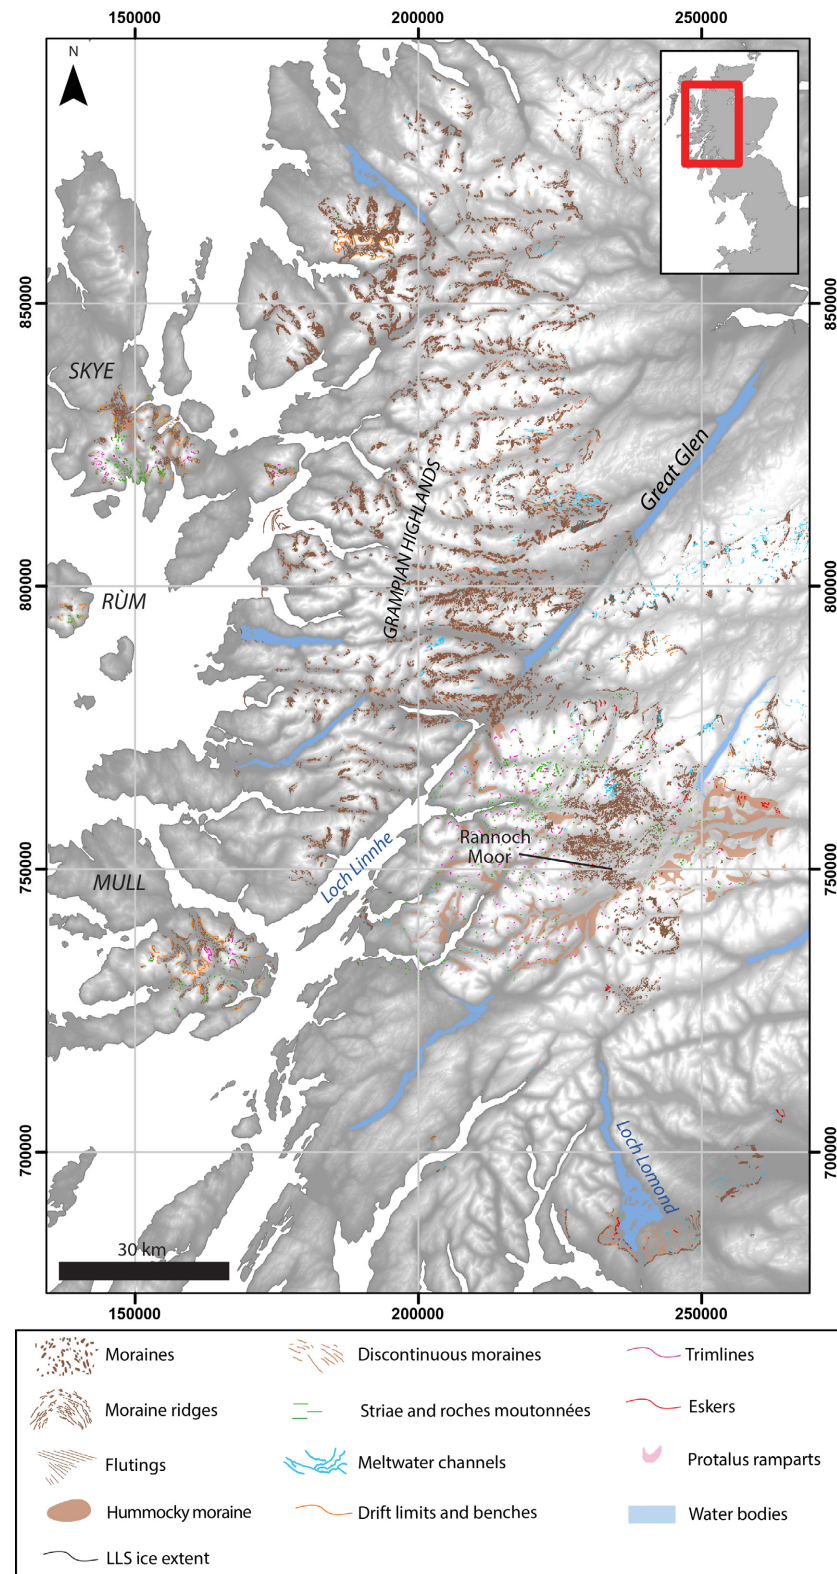 150000
200000
250000
N
850000
850000
SKYE
Great Glen
GRAMPIAN HIGHLANDS
800000
800000
RÙM
Rannoch
Moor
Loch Linnhe
750000
750000
MULL
700000
700000
Loch Lomond
30 km
150000
200000
250000
Moraines
Discontinuous moraines
Trimlines
Moraine ridges
Striae and roches moutonnées
Eskers
Flutings
Meltwater channels
Protalus ramparts
Hummocky moraine
Drift limits and benches
Water bodies
LLS ice extent